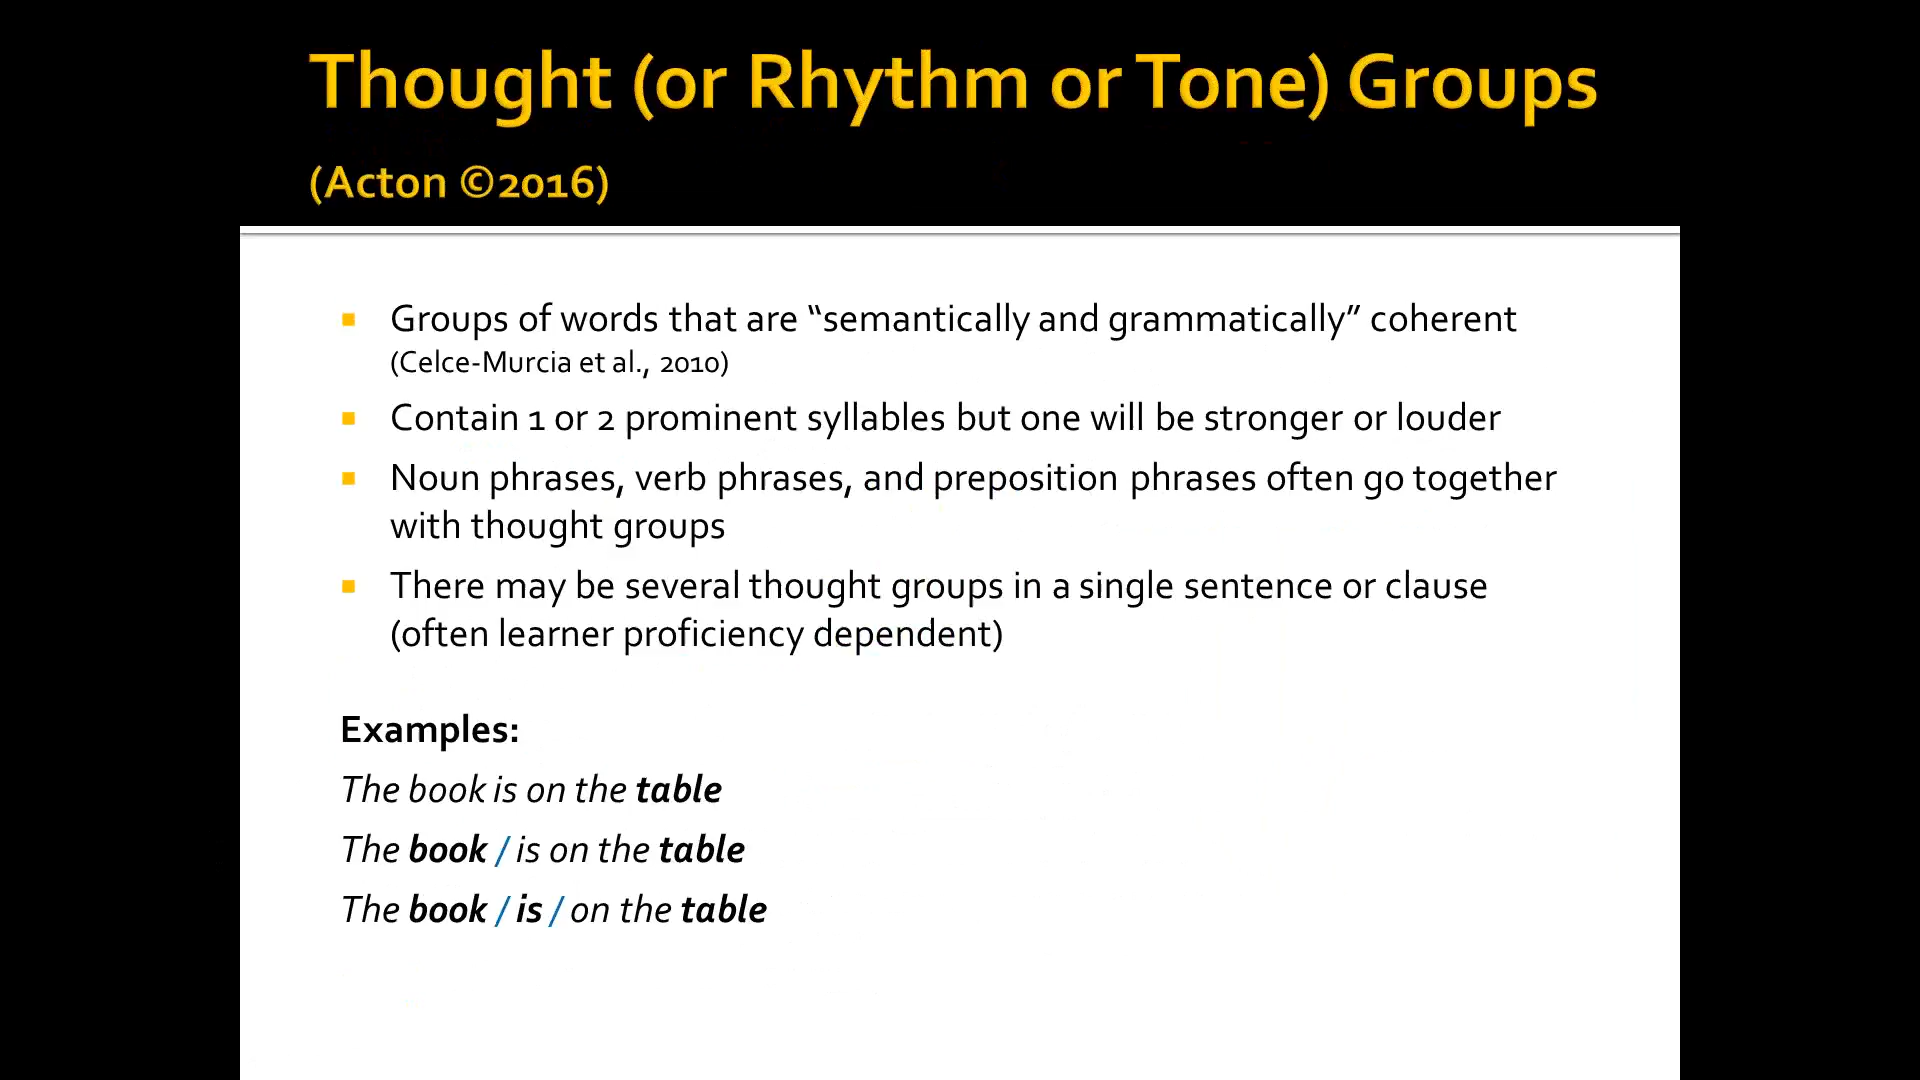 Thought (or Rhythm or Tone) Groups
(Acton ©2016)
Groups of words that are “semantically and grammatically” coherent
(Celce-Murcia et al., 2010)
Contain 1 or 2 prominent syllables but one will be stronger or louder
Noun phrases, verb phrases, and preposition phrases often go together
with thought groups
There may be several thought groups in a single sentence or clause
(often learner proficiency dependent)
Examples:
The book is on the table
The book / is on the table
The book / is / on the table